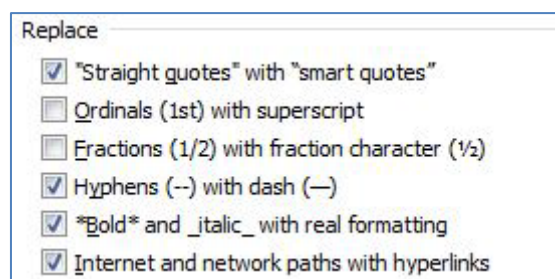 Replace
"Straight quotes" with “smart quotes”
Ordinals (1st) with superscript
Fractions (1/2) with fraction character (½)
Hyphens (--) with dash (—)
*Bold* and _italic_ with real formatting
Internet and network paths with hyperlinks